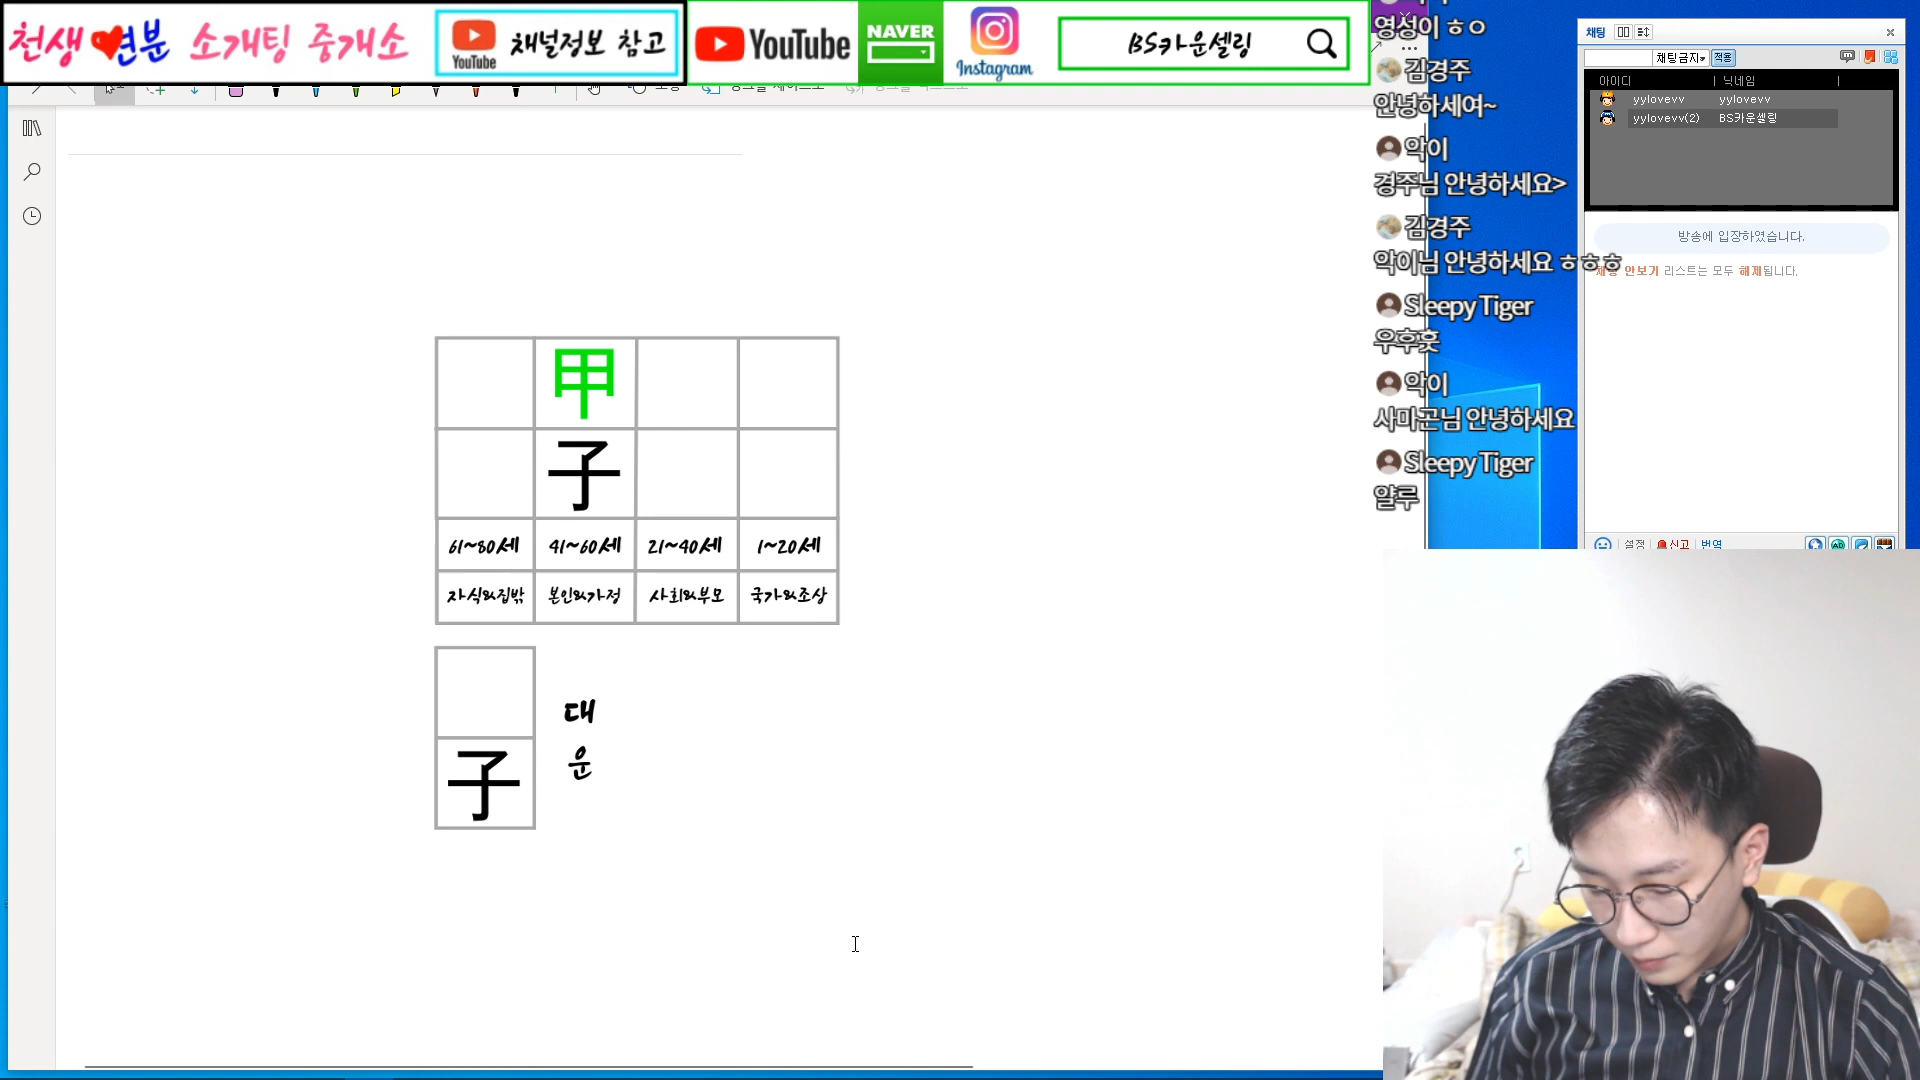 천생연분 소개팅 중개소
YouTube
채널정보 참고
YouTube
NAVER
Instagram
BS카운셀링
甲
子
61~80세 41~60세 21~40세 1~20세
자식&집밖 본인&가정 사회&부모 국가&조상
대
운
子
영성이 ㅎㅇ
김경주
안녕하세여~
악이
경주님 안녕하세요>
김경주
악이님 안녕하세요 ㅎㅎㅎ
Sleepy Tiger
우후훗
악이
사마곤님 안녕하세요
Sleepy Tiger
얄루
채팅
채팅금지 적용
아이디 닉네임
yylovevv yylovevv
yylovevv(2) BS카운셀링
방송에 입장하였습니다.
채팅 안보기 리스트는 모두 해제됩니다.
설정 신고 번역